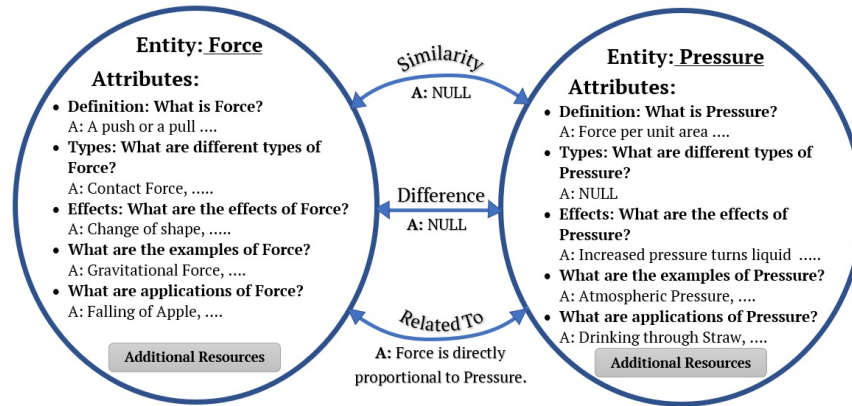 Entity: Force
Attributes:
• Definition: What is Force?
A: A push or a pull ....
• Types: What are different types of
Force?
A: Contact Force, .....
• Effects: What are the effects of Force?
A: Change of shape, .....
• What are the examples of Force?
A: Gravitational Force, ....
• What are applications of Force?
A: Falling of Apple, ....
Additional Resources
Similarity
A: NULL
Difference
A: NULL
Related To
A: Force is directly
proportional to Pressure.
Entity: Pressure
Attributes:
• Definition: What is Pressure?
A: Force per unit area ....
• Types: What are different types of
Pressure?
A: NULL
• Effects: What are the effects of
Pressure?
A: Increased pressure turns liquid .....
• What are the examples of Pressure?
A: Atmospheric Pressure, ....
• What are applications of Pressure?
A: Drinking through Straw, ....
Additional Resources